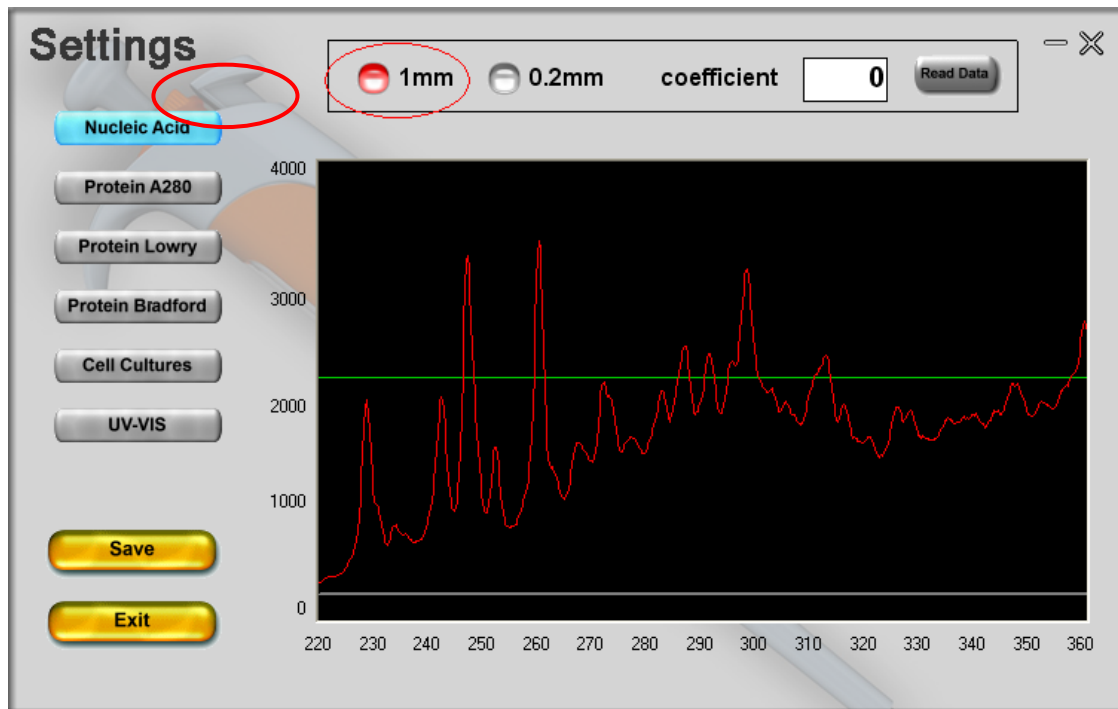 Settings
1mm 0.2mm coefficient 0 Read Data
Nucleic Acid
Protein A280
Protein Lowry
Protein Bradford
Cell Cultures
UV-VIS
Save
Exit
4000
3000
2000
1000
0
220 230 240 250 260 270 280 290 300 310 320 330 340 350 360